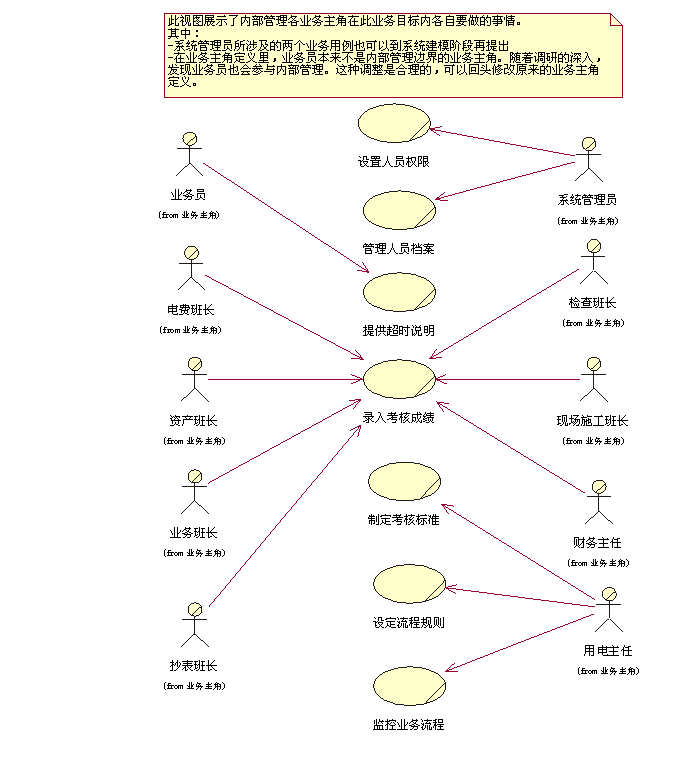 此视图展示了内部管理各业务主角在此业务目标内各自要做的事情。
其中：
-系统管理员所涉及的两个业务用例也可以到系统建模阶段再提出
-在业务主角定义里，业务员本来不是内部管理边界的业务主角。随着调研的深入，
发现业务员也会参与内部管理。这种调整是合理的，可以回头修改原来的业务主角
定义。
设置人员权限
业务员
(from 业务主角)
系统管理员
(from 业务主角)
管理人员档案
电费班长
(from 业务主角)
检查班长
(from 业务主角)
提供超时说明
资产班长
(from 业务主角)
录入考核成绩
现场施工班长
(from 业务主角)
业务班长
(from 业务主角)
制定考核标准
财务主任
(from 业务主角)
抄表班长
(from 业务主角)
设定流程规则
用电主任
(from 业务主角)
监控业务流程